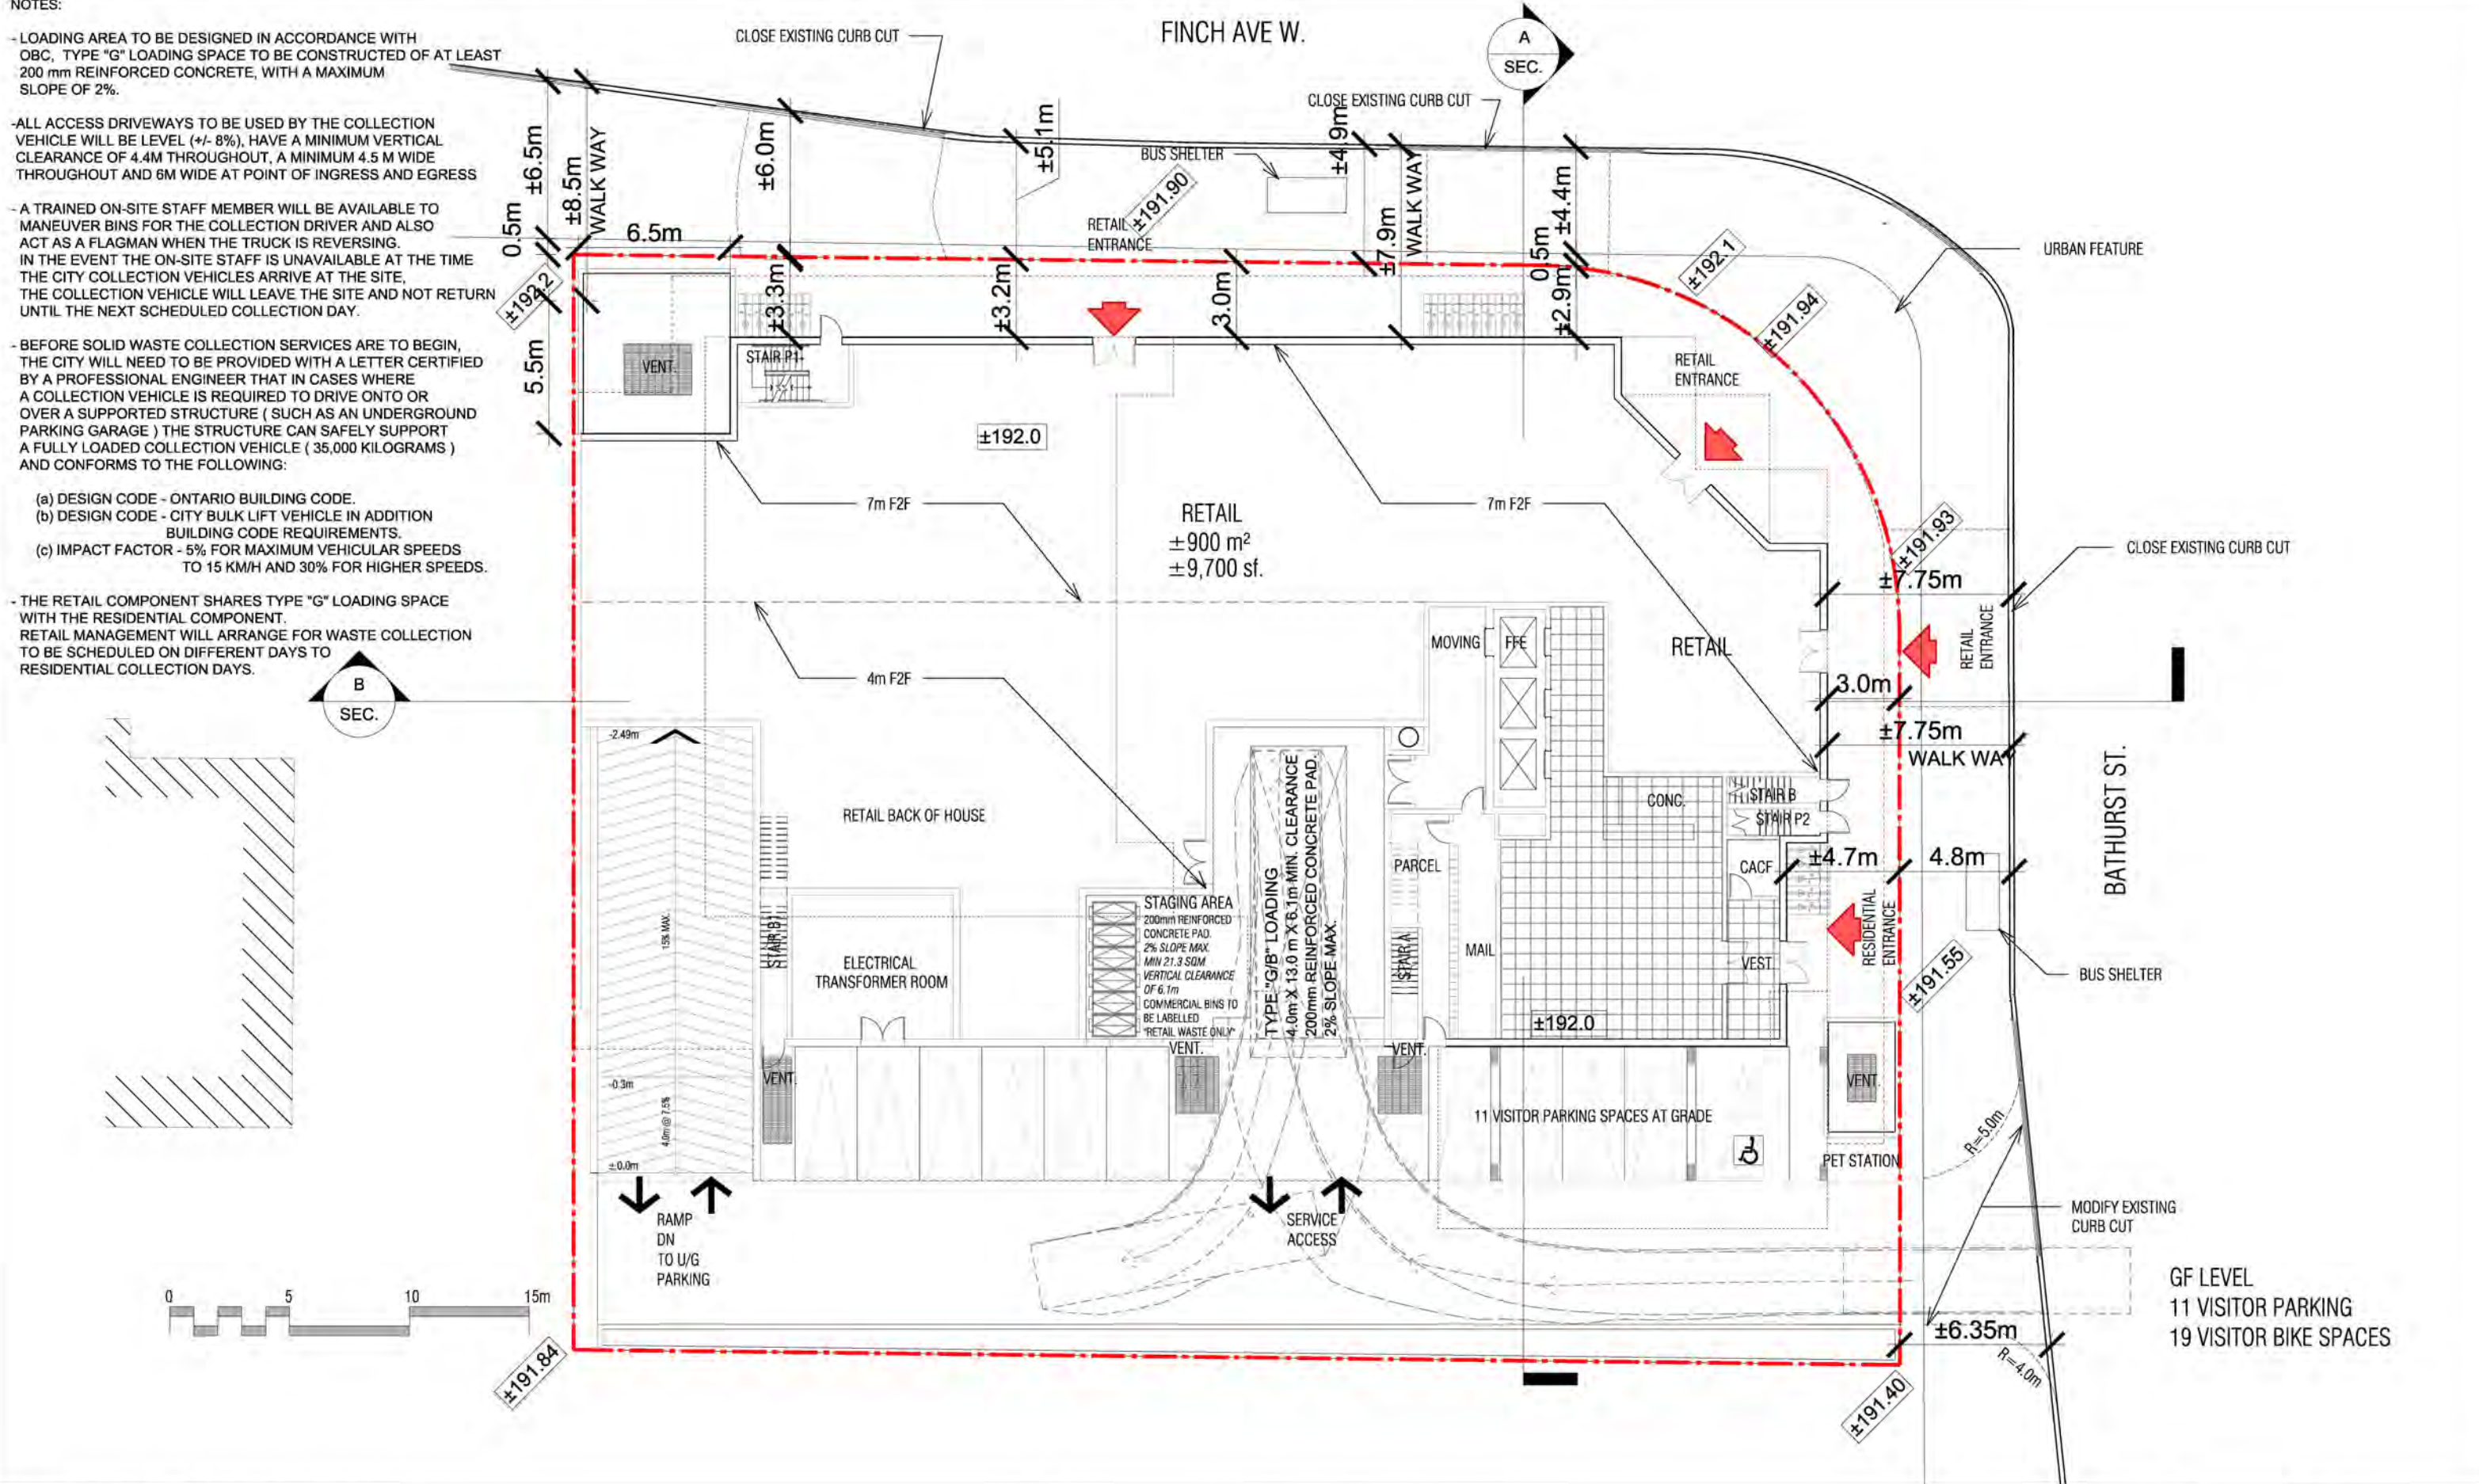 NOTES:
- LOADING AREA TO BE DESIGNED IN ACCORDANCE WITH
OBC, TYPE "G" LOADING SPACE TO BE CONSTRUCTED OF AT LEAST
200 mm REINFORCED CONCRETE, WITH A MAXIMUM
SLOPE OF 2%.
-ALL ACCESS DRIVEWAYS TO BE USED BY THE COLLECTION
VEHICLE WILL BE LEVEL (+/- 8%), HAVE A MINIMUM VERTICAL
CLEARANCE OF 4.4M THROUGHOUT, A MINIMUM 4.5 M WIDE
THROUGHOUT AND 6M WIDE AT POINT OF INGRESS AND EGRESS
- A TRAINED ON-SITE STAFF MEMBER WILL BE AVAILABLE TO
MANEUVER BINS FOR THE COLLECTION DRIVER AND ALSO
ACT AS A FLAGMAN WHEN THE TRUCK IS REVERSING.
IN THE EVENT THE ON-SITE STAFF IS UNAVAILABLE AT THE TIME
THE CITY COLLECTION VEHICLES ARRIVE AT THE SITE,
THE COLLECTION VEHICLE WILL LEAVE THE SITE AND NOT RETURN
UNTIL THE NEXT SCHEDULED COLLECTION DAY.
- BEFORE SOLID WASTE COLLECTION SERVICES ARE TO BEGIN,
THE CITY WILL NEED TO BE PROVIDED WITH A LETTER CERTIFIED
BY A PROFESSIONAL ENGINEER THAT IN CASES WHERE
A COLLECTION VEHICLE IS REQUIRED TO DRIVE ONTO OR
OVER A SUPPORTED STRUCTURE ( SUCH AS AN UNDERGROUND
PARKING GARAGE ) THE STRUCTURE CAN SAFELY SUPPORT
A FULLY LOADED COLLECTION VEHICLE ( 35,000 KILOGRAMS )
AND CONFORMS TO THE FOLLOWING:
(a) DESIGN CODE - ONTARIO BUILDING CODE.
(b) DESIGN CODE - CITY BULK LIFT VEHICLE IN ADDITION
BUILDING CODE REQUIREMENTS.
(c) IMPACT FACTOR - 5% FOR MAXIMUM VEHICULAR SPEEDS
TO 15 KM/H AND 30% FOR HIGHER SPEEDS.
- THE RETAIL COMPONENT SHARES TYPE "G" LOADING SPACE
WITH THE RESIDENTIAL COMPONENT.
RETAIL MANAGEMENT WILL ARRANGE FOR WASTE COLLECTION
TO BE SCHEDULED ON DIFFERENT DAYS TO
RESIDENTIAL COLLECTION DAYS.
B
SEC.
FINCH AVE W.
A
SEC.
CLOSE EXISTING CURB CUT
CLOSE EXISTING CURB CUT
BUS SHELTER
±6.5m
±8.5m
WALK WAY
±6.0m
±5.1m
±4.9m
±7.9m
WALK WAY
±4.4m
0.5m
6.5m
0.5m
±191.90
RETAIL
ENTRANCE
±192.1
URBAN FEATURE
±192.2
±3.3m
±3.2m
3.0m
±2.9m
±191.94
5.5m
VENT.
STAIR P1
RETAIL
ENTRANCE
±192.0
7m F2F
7m F2F
RETAIL
±900 m²
±9,700 sf.
±191.93
CLOSE EXISTING CURB CUT
±7.75m
MOVING
FFE
RETAIL
RETAIL
ENTRANCE
4m F2F
3.0m
±7.75m
WALK WA
BATHURST ST.
-2.49m
RETAIL BACK OF HOUSE
CONC.
STAIR B
STAIR P2
PARCEL
CACF
±4.7m
4.8m
15% MAX.
STAIR B1
ELECTRICAL
TRANSFORMER ROOM
STAGING AREA
200mm REINFORCED
CONCRETE PAD.
2% SLOPE MAX.
MIN 21.3 SQM
VERTICAL CLEARANCE
OF 6.1m
COMMERCIAL BINS TO
BE LABELLED
"RETAIL WASTE ONLY"
TYPE "G/B" LOADING
4.0m X 13.0 m X 6.1m MIN. CLEARANCE
200mm REINFORCED CONCRETE PAD.
2% SLOPE MAX.
STAIR A
MAIL
VEST
RESIDENTIAL
ENTRANCE
±191.55
BUS SHELTER
±192.0
VENT.
VENT.
VENT.
VENT.
-0.3m
4.0m @ 7.5%
±0.0m
11 VISITOR PARKING SPACES AT GRADE
R=5.0m
PET STATION
RAMP
DN
TO U/G
PARKING
SERVICE
ACCESS
MODIFY EXISTING
CURB CUT
GF LEVEL
11 VISITOR PARKING
19 VISITOR BIKE SPACES
0 5 10 15m
±6.35m
R=4.0m
±191.84
±191.40